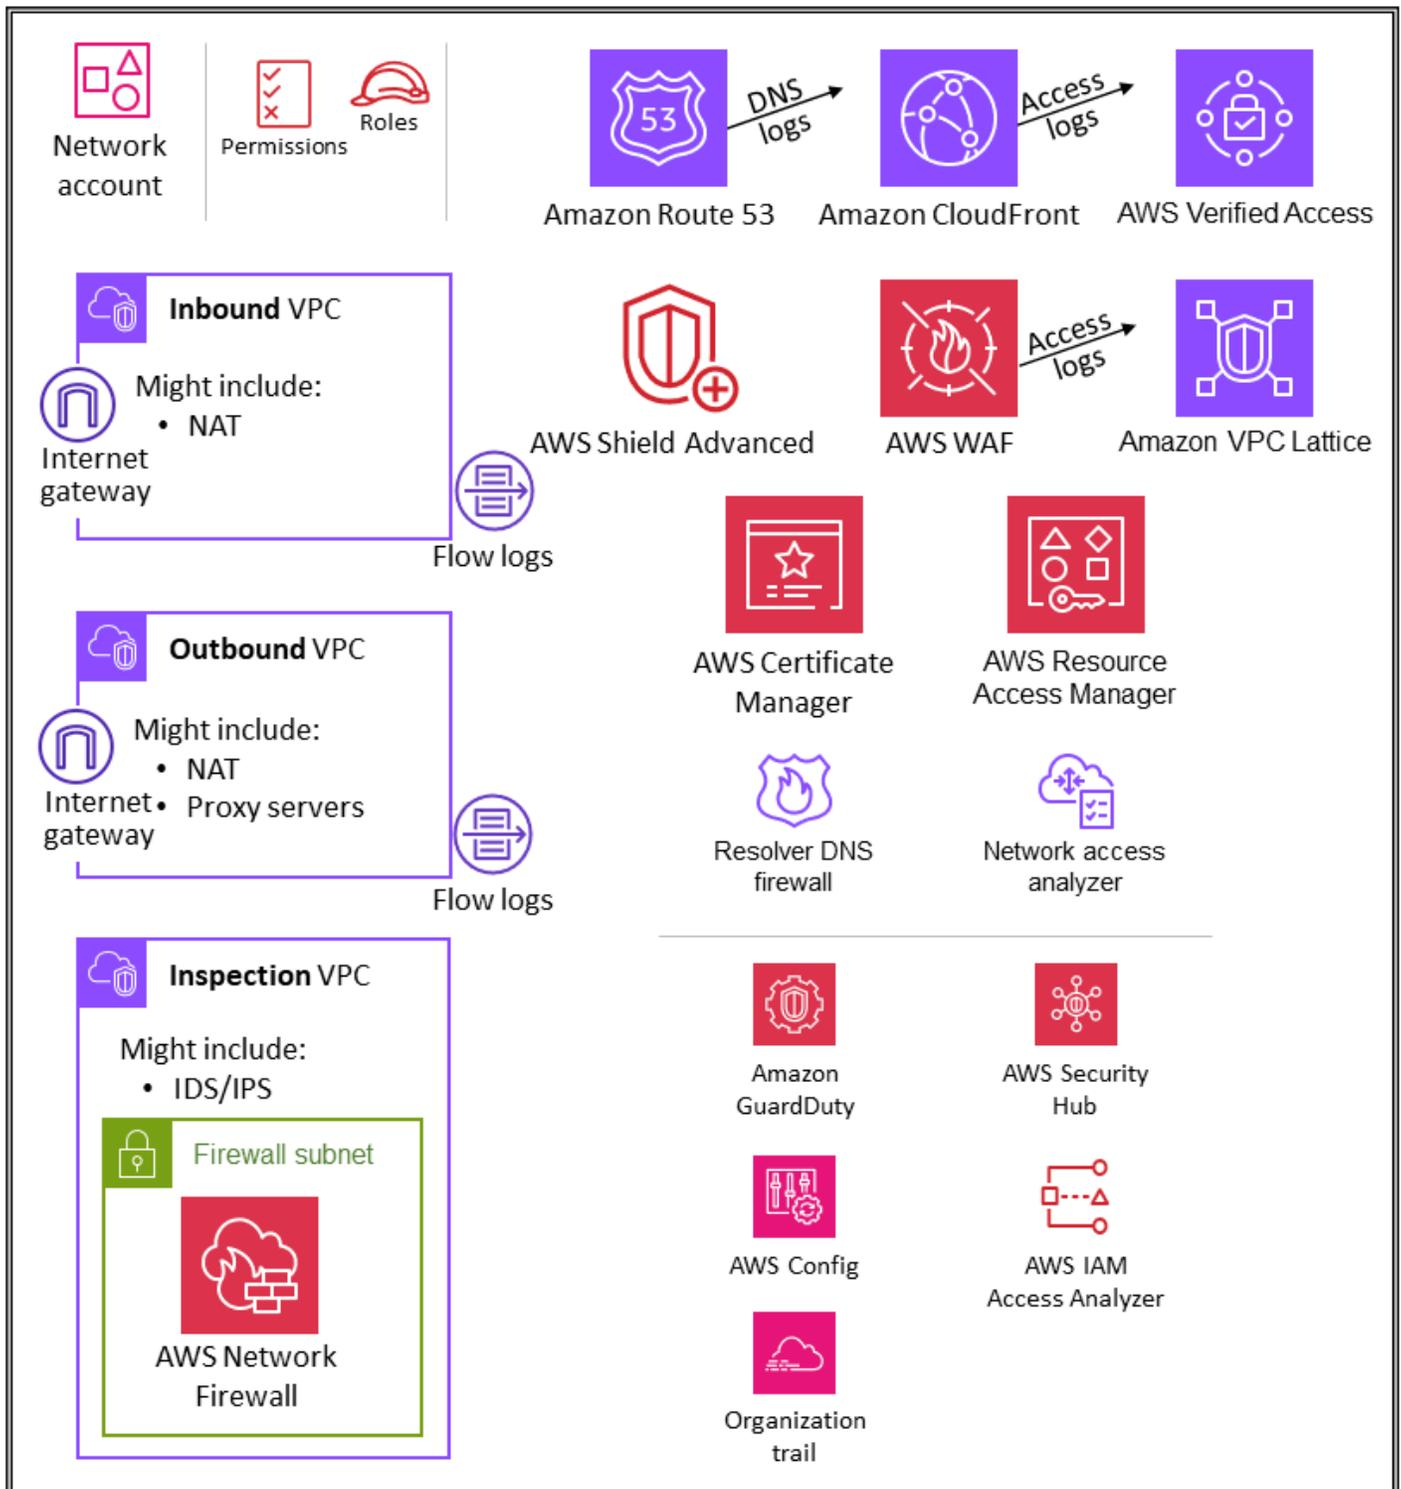 Network
account
Permissions
Roles
53
DNS
logs
Access
logs
Amazon Route 53
Amazon CloudFront
AWS Verified Access
Inbound VPC
Might include:
• NAT
Internet
gateway
Flow logs
AWS Shield Advanced
Access
logs
AWS WAF
Amazon VPC Lattice
AWS Certificate
Manager
AWS Resource
Access Manager
Outbound VPC
Might include:
• NAT
• Proxy servers
Internet
gateway
Flow logs
Resolver DNS
firewall
Network access
analyzer
Inspection VPC
Might include:
• IDS/IPS
Firewall subnet
AWS Network
Firewall
Amazon
GuardDuty
AWS Security
Hub
AWS Config
AWS IAM
Access Analyzer
Organization
trail